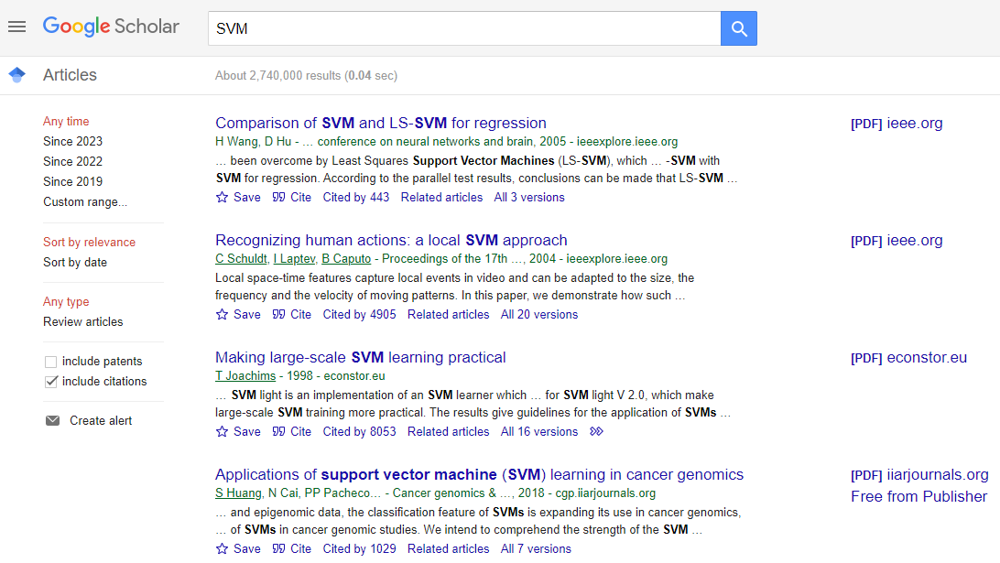 Google Scholar
SVM
Articles
About 2,740,000 results (0.04 sec)
Any time
Since 2023
Since 2022
Since 2019
Custom range...
Sort by relevance
Sort by date
Any type
Review articles
include patents
include citations
Create alert
Comparison of SVM and LS-SVM for regression
H Wang, D Hu - … conference on neural networks and brain, 2005 - ieeexplore.ieee.org
… been overcome by Least Squares Support Vector Machines (LS-SVM), which … -SVM with
SVM for regression. According to the parallel test results, conclusions can be made that LS-SVM …
Save Cite Cited by 443 Related articles All 3 versions
[PDF] ieee.org
Recognizing human actions: a local SVM approach
C Schuldt, I Laptev, B Caputo - Proceedings of the 17th …, 2004 - ieeexplore.ieee.org
Local space-time features capture local events in video and can be adapted to the size, the
frequency and the velocity of moving patterns. In this paper, we demonstrate how such …
Save Cite Cited by 4905 Related articles All 20 versions
[PDF] ieee.org
Making large-scale SVM learning practical
T Joachims - 1998 - econstor.eu
… SVM light is an implementation of an SVM learner which … for SVM light V 2.0, which make
large-scale SVM training more practical. The results give guidelines for the application of SVMs …
Save Cite Cited by 8053 Related articles All 16 versions
[PDF] econstor.eu
Applications of support vector machine (SVM) learning in cancer genomics
S Huang, N Cai, PP Pacheco… - Cancer genomics & …, 2018 - cgp.iiarjournals.org
… and epigenomic data, the classification feature of SVMs is expanding its use in cancer genomics,
… of SVMs in cancer genomic studies. We intend to comprehend the strength of the SVM …
Save Cite Cited by 1029 Related articles All 7 versions
[PDF] iiarjournals.org
Free from Publisher